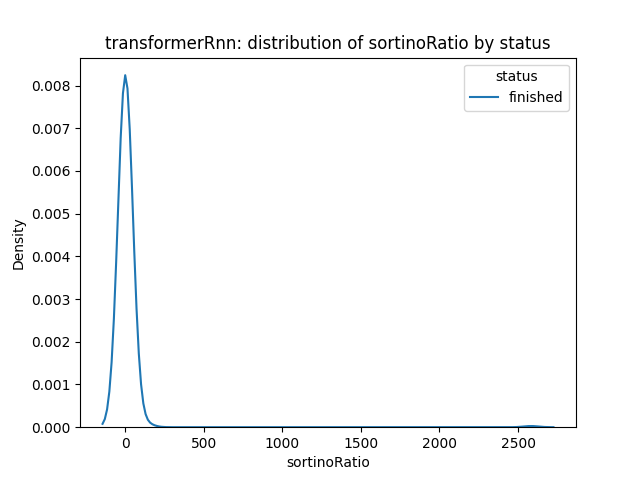 transformerRnn: distribution of sortinoRatio by status
status
finished
Density
0.008
0.007
0.006
0.005
0.004
0.003
0.002
0.001
0.000
0 500 1000 1500 2000 2500
sortinoRatio